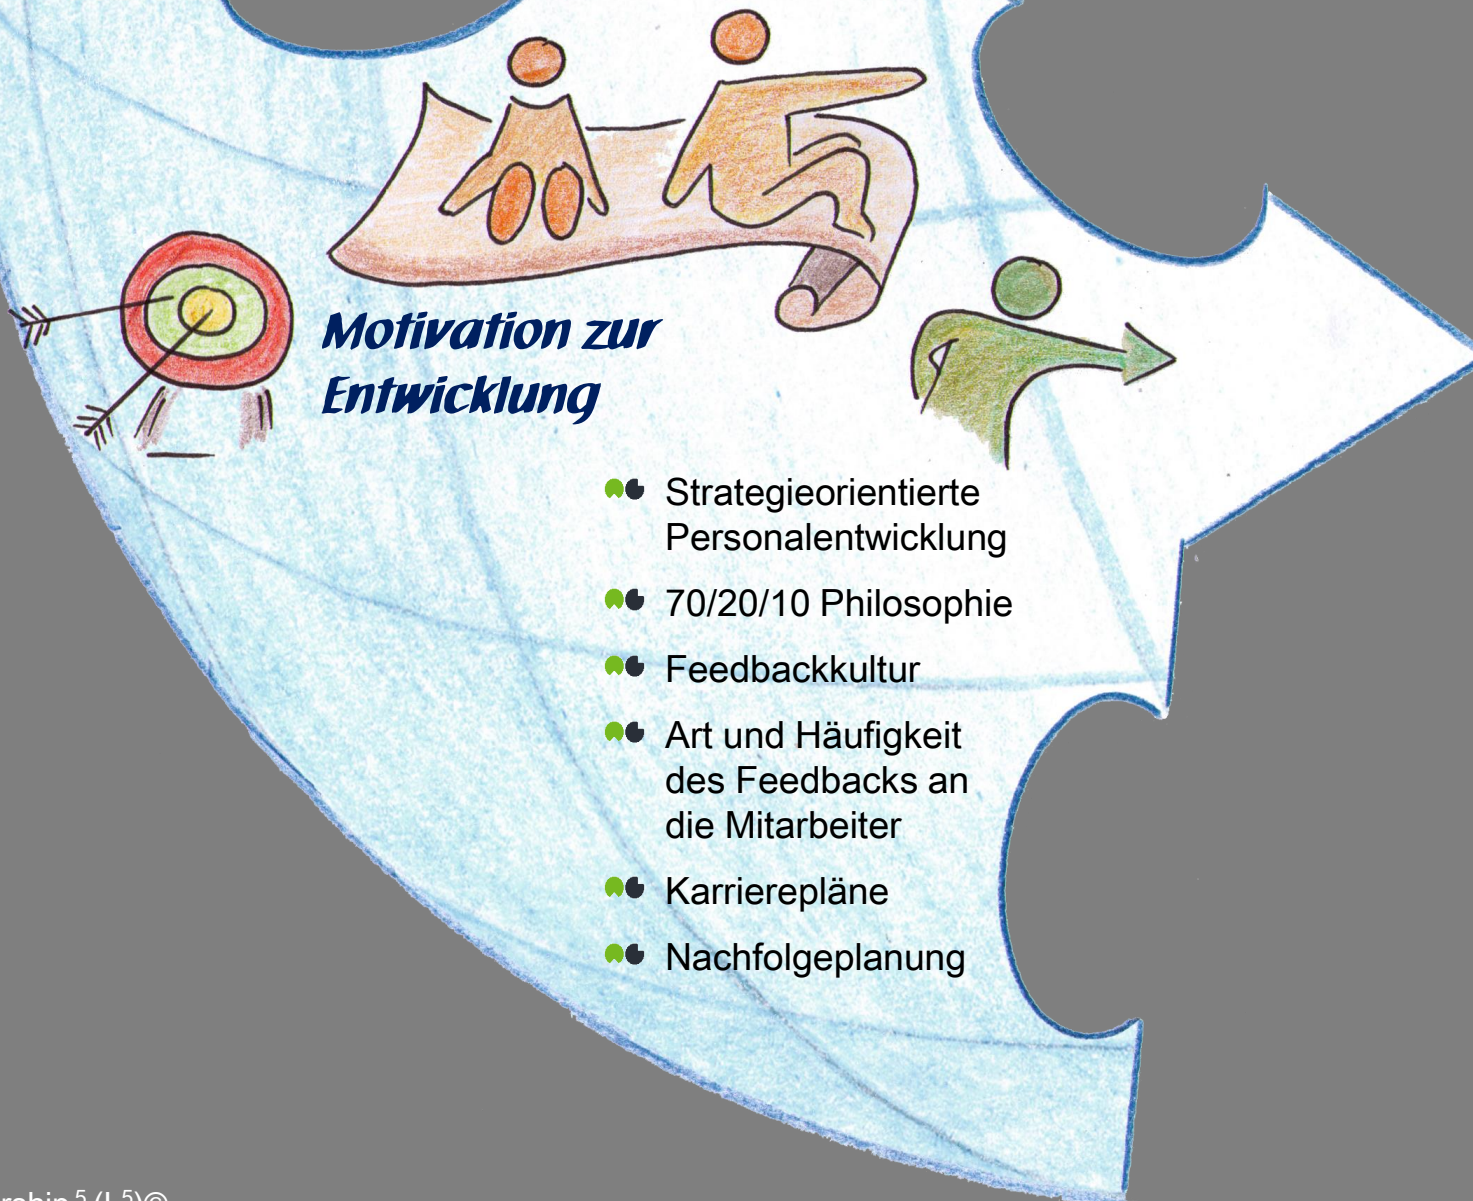 Motivation zur
Entwicklung
Strategieorientierte
Personalentwicklung
70/20/10 Philosophie
Feedbackkultur
Art und Häufigkeit
des Feedbacks an
die Mitarbeiter
Karrierepläne
Nachfolgeplanung